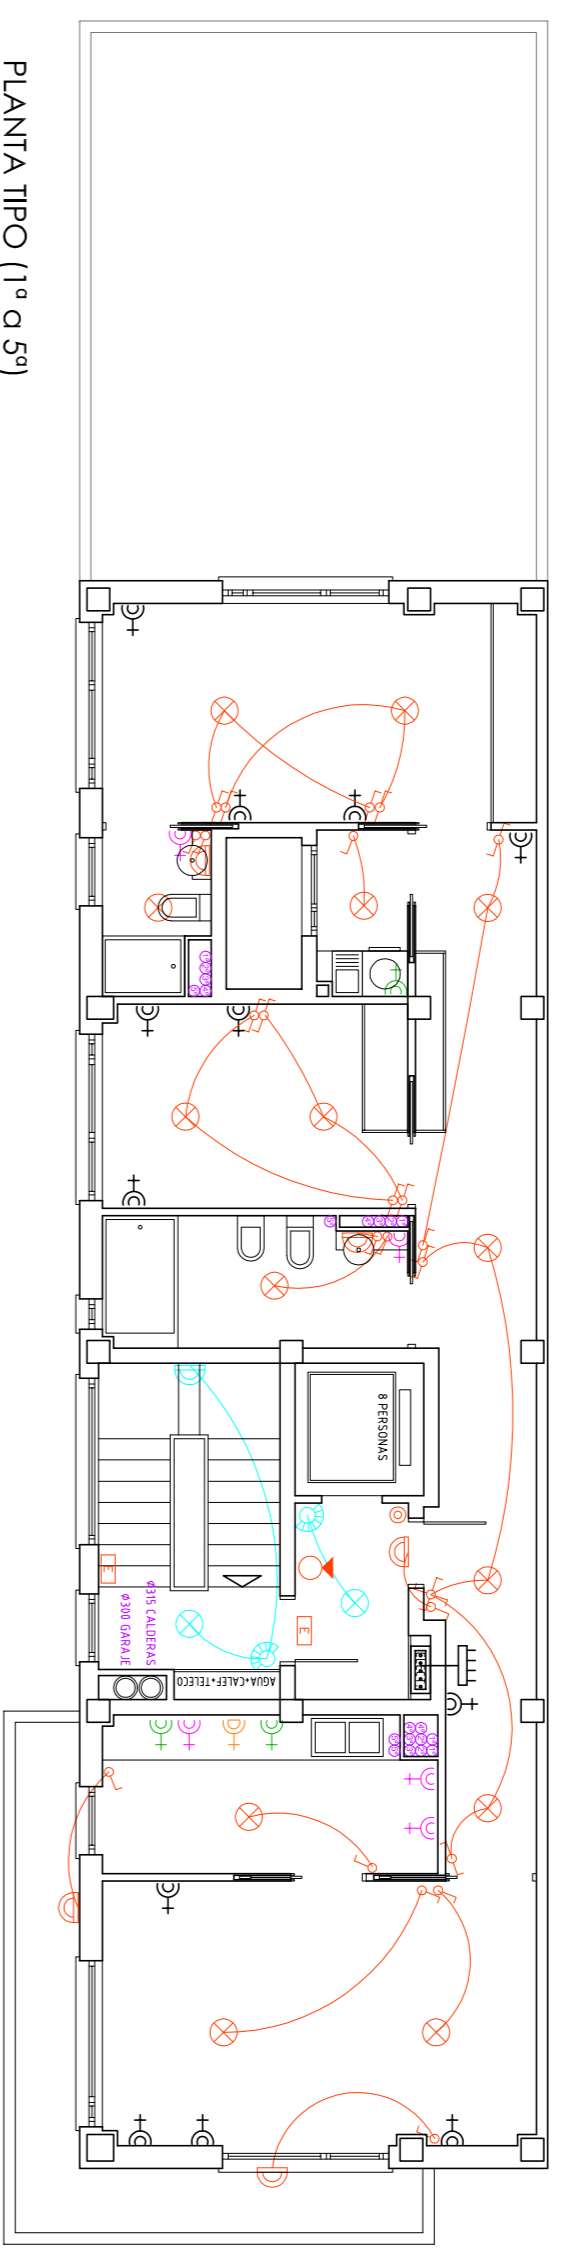 PLANTA TIPO (1ª a 5ª)
8 PERSONAS
E
Ø315 CALDERAS
Ø300 GARAJE
E
AGUA+CALEF+TELECO